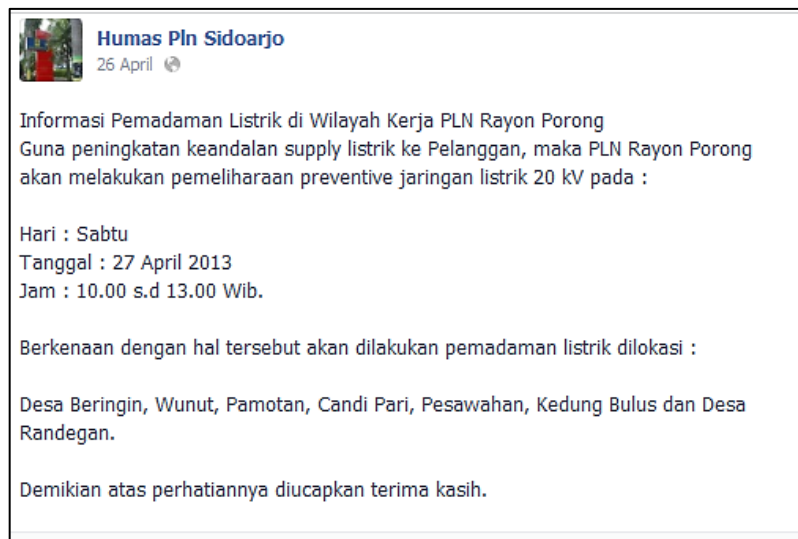 Humas Pln Sidoarjo
26 April
Informasi Pemadaman Listrik di Wilayah Kerja PLN Rayon Porong
Guna peningkatan keandalan supply listrik ke Pelanggan, maka PLN Rayon Porong
akan melakukan pemeliharaan preventive jaringan listrik 20 kV pada :
Hari : Sabtu
Tanggal : 27 April 2013
Jam : 10.00 s.d 13.00 Wib.
Berkenaan dengan hal tersebut akan dilakukan pemadaman listrik dilokasi :
Desa Beringin, Wunut, Pamotan, Candi Pari, Pesawahan, Kedung Bulus dan Desa
Randegan.
Demikian atas perhatiannya diucapkan terima kasih.